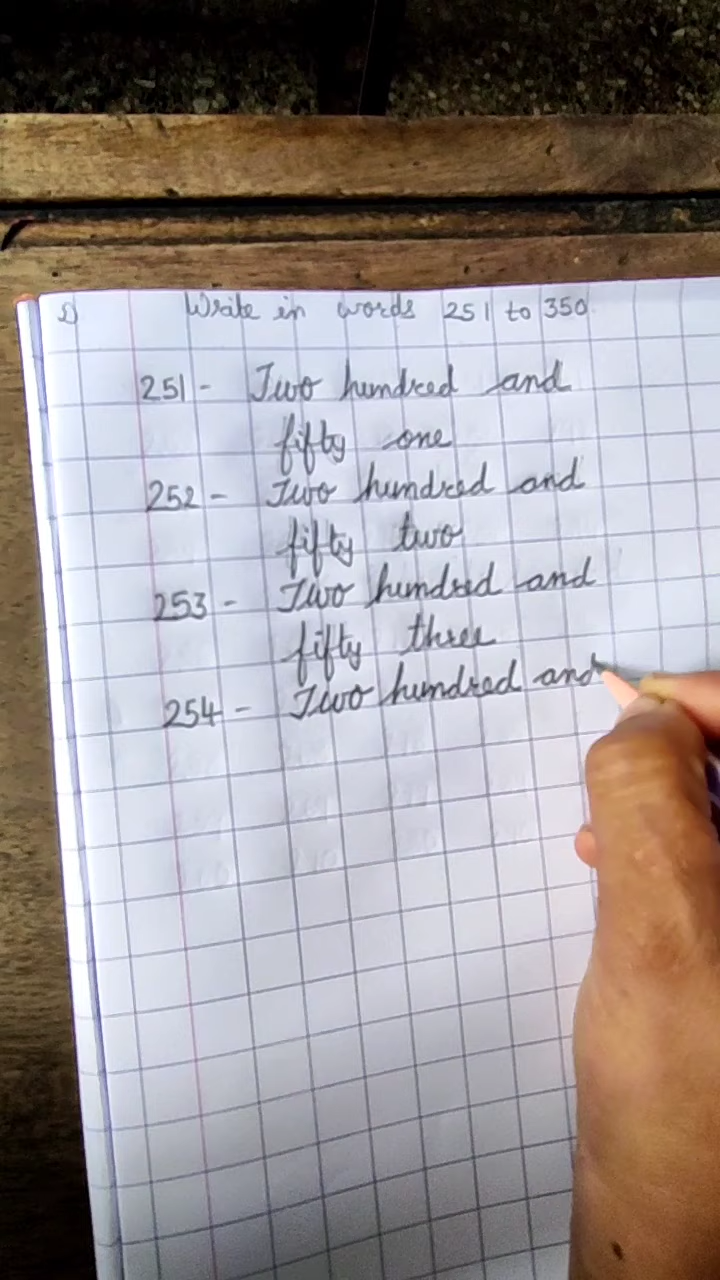 1) Write in words 251 to 350
251 - Two hundred and
fifty one
252 - Two hundred and
fifty two
253 - Two hundred and
fifty three
254 - Two hundred and